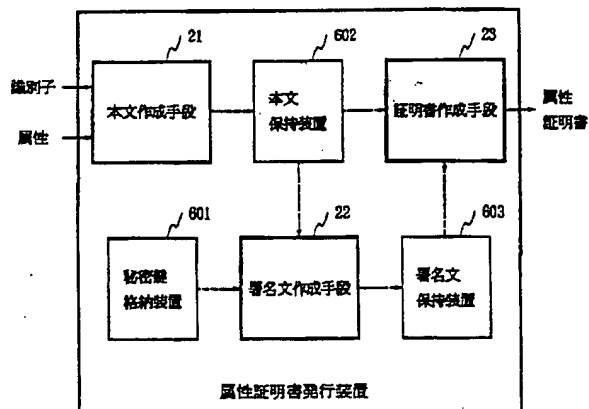 21
602
23
識別子
属性
本文作成手段
本文
保持装置
証明書作成手段
属性
証明書
601
22
603
秘密鍵
格納装置
署名文作成手段
署名文
保持装置
属性証明書発行装置